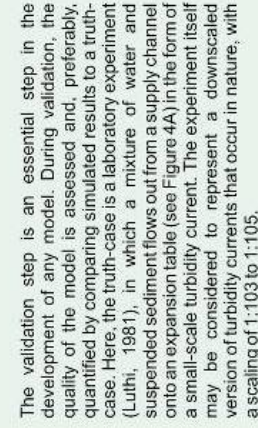 The validation step is an essential step in the
development of any model. During validation, the
quality of the model is assessed and, preferably,
quantified by comparing simulated results to a truth-
case. Here, the truth-case is a laboratory experiment
(Luthi, 1981), in which a mixture of water and
suspended sediment flows out from a supply channel
onto an expansion table (see Figure 4A) in the form of
a small-scale turbidity current. The experiment itself
may be considered to represent a downscaled
version of turbidity currents that occur in nature, with
a scaling of 1:103 to 1:105.